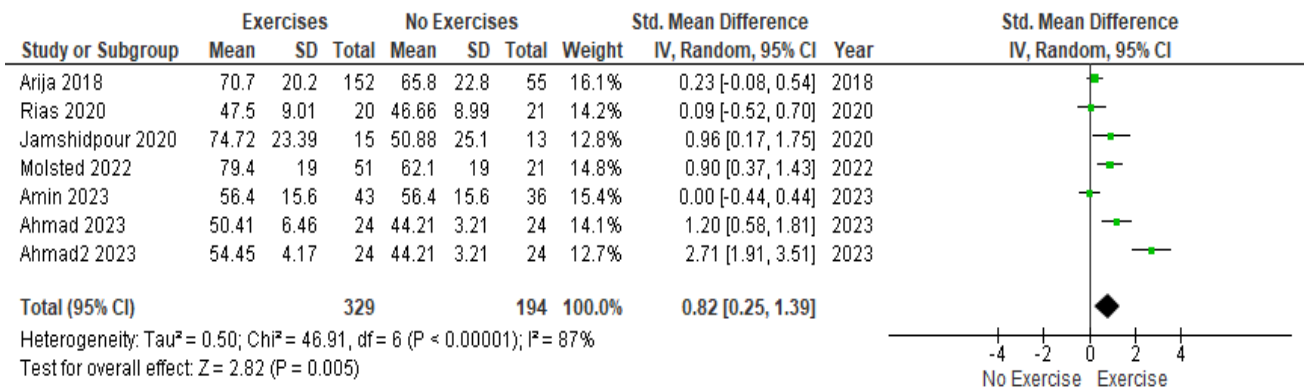 Exercises No Exercises Std. Mean Difference Std. Mean Difference
Study or Subgroup Mean SD Total Mean SD Total Weight IV, Random, 95% CI Year IV, Random, 95% CI
Arija 2018 70.7 20.2 152 65.8 22.8 55 16.1% 0.23 [-0.08, 0.54] 2018
Rias 2020 47.5 9.01 20 46.66 8.99 21 14.2% 0.09 [-0.52, 0.70] 2020
Jamshidpour 2020 74.72 23.39 15 50.88 25.1 13 12.8% 0.96 [0.17, 1.75] 2020
Molsted 2022 79.4 19 51 62.1 19 21 14.8% 0.90 [0.37, 1.43] 2022
Amin 2023 56.4 15.6 43 56.4 15.6 36 15.4% 0.00 [-0.44, 0.44] 2023
Ahmad 2023 50.41 6.46 24 44.21 3.21 24 14.1% 1.20 [0.58, 1.81] 2023
Ahmad2 2023 54.45 4.17 24 44.21 3.21 24 12.7% 2.71 [1.91, 3.51] 2023
Total (95% CI) 329 194 100.0% 0.82 [0.25, 1.39]
Heterogeneity: Tau² = 0.50; Chi² = 46.91, df = 6 (P < 0.00001); I² = 87%
Test for overall effect: Z = 2.82 (P = 0.005)
-4 -2 0 2 4
No Exercise Exercise